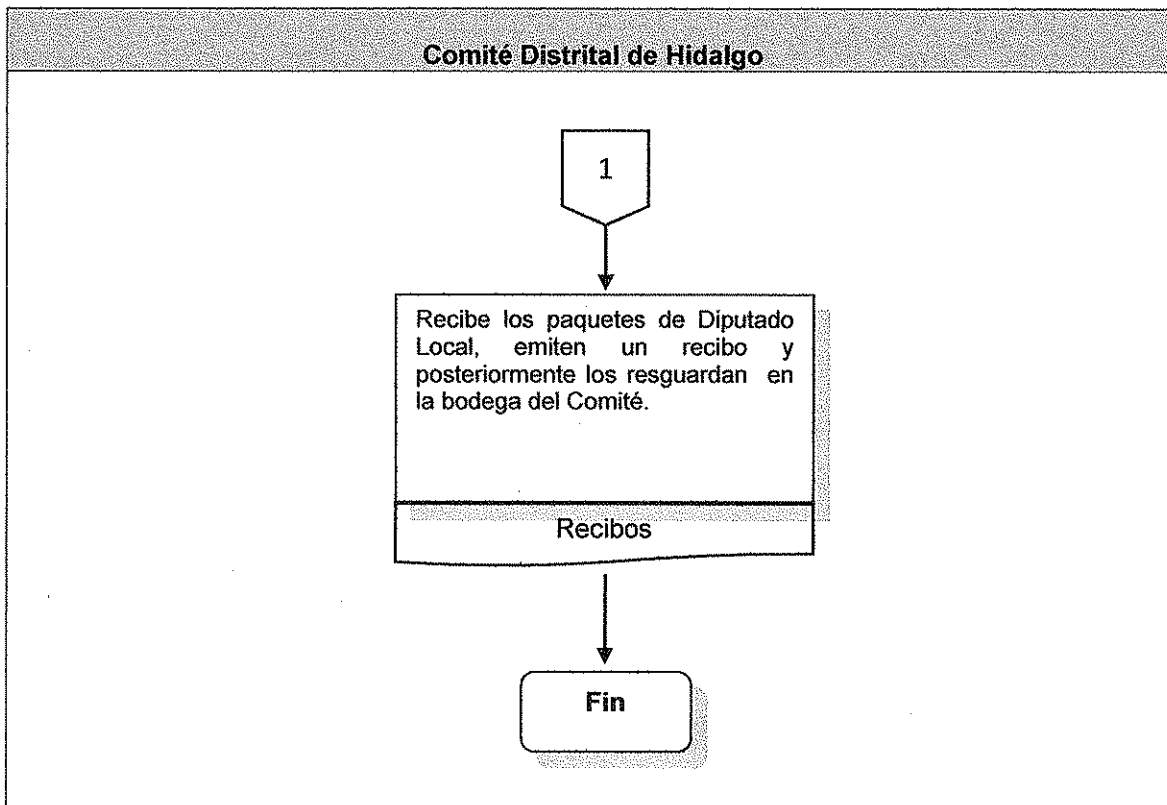 Comité Distrital de Hidalgo
1
Recibe los paquetes de Diputado
Local, emiten un recibo y
posteriormente los resguardan en
la bodega del Comité.
Recibos
Fin